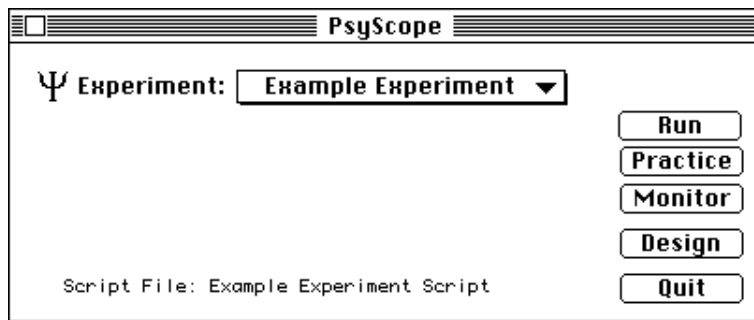 PsyScope
Ψ Experiment: Example Experiment
Run
Practice
Monitor
Design
Script File: Example Experiment Script
Quit